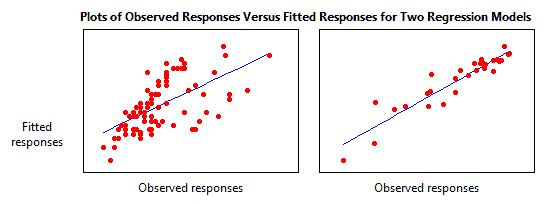 Plots of Observed Responses Versus Fitted Responses for Two Regression Models
Fitted
responses
Observed responses
Observed responses